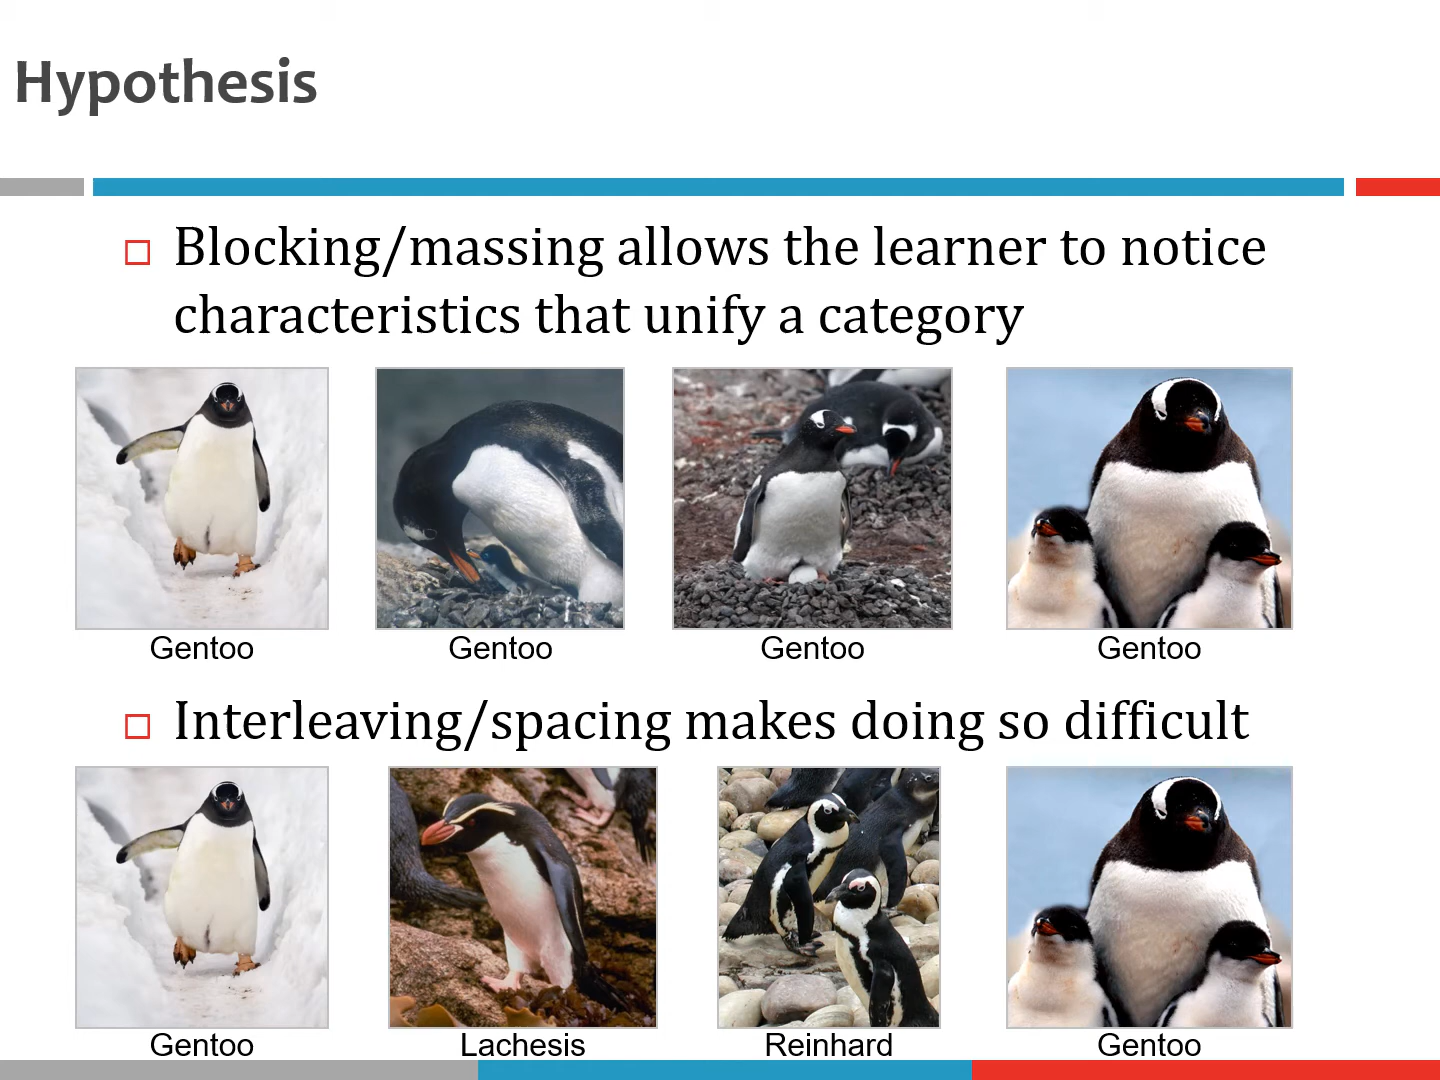 Hypothesis
Blocking/massing allows the learner to notice
characteristics that unify a category
Gentoo Gentoo Gentoo Gentoo
Interleaving/spacing makes doing so difficult
Gentoo Lachesis Reinhard Gentoo